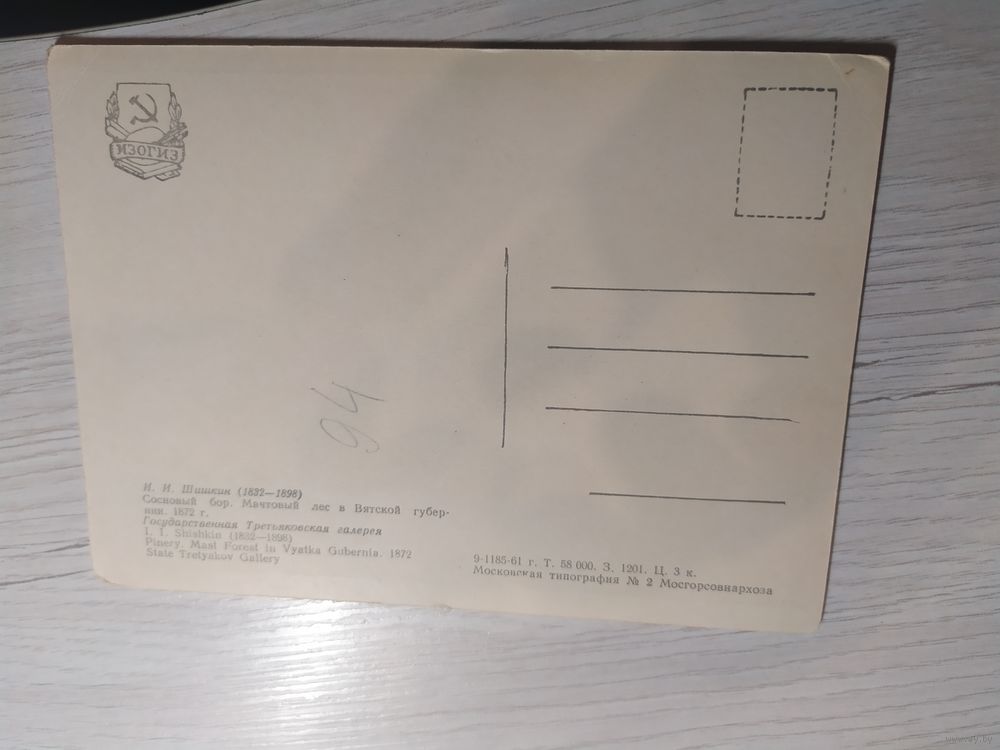 ИЗОГИЗ
94
И. И. Шишкин (1832—1898)
Сосновый бор. Мачтовый лес в Вятской губер-
нии. 1872 г.
Государственная Третьяковская галерея
I. I. Shishkin (1832—1898)
Pinery. Mast Forest in Vyatka Gubernia. 1872
State Tretyakov Gallery
9-1185-61 г. Т. 58 000. З. 1201. Ц. 3 к.
Московская типография № 2 Мосгорсовнархоза